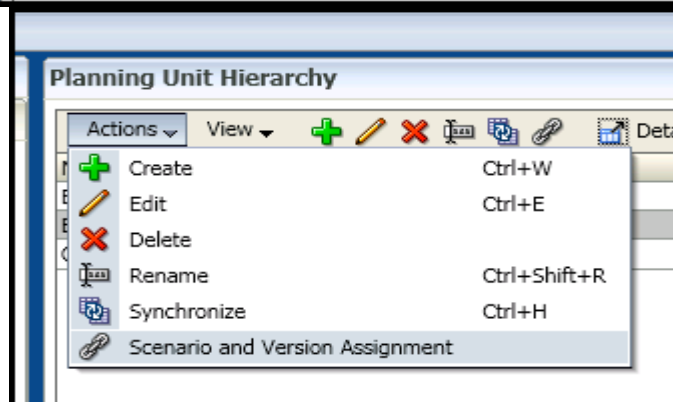 Planning Unit Hierarchy
Actions View Deta
Create Ctrl+W
Edit Ctrl+E
Delete
Rename Ctrl+Shift+R
Synchronize Ctrl+H
Scenario and Version Assignment